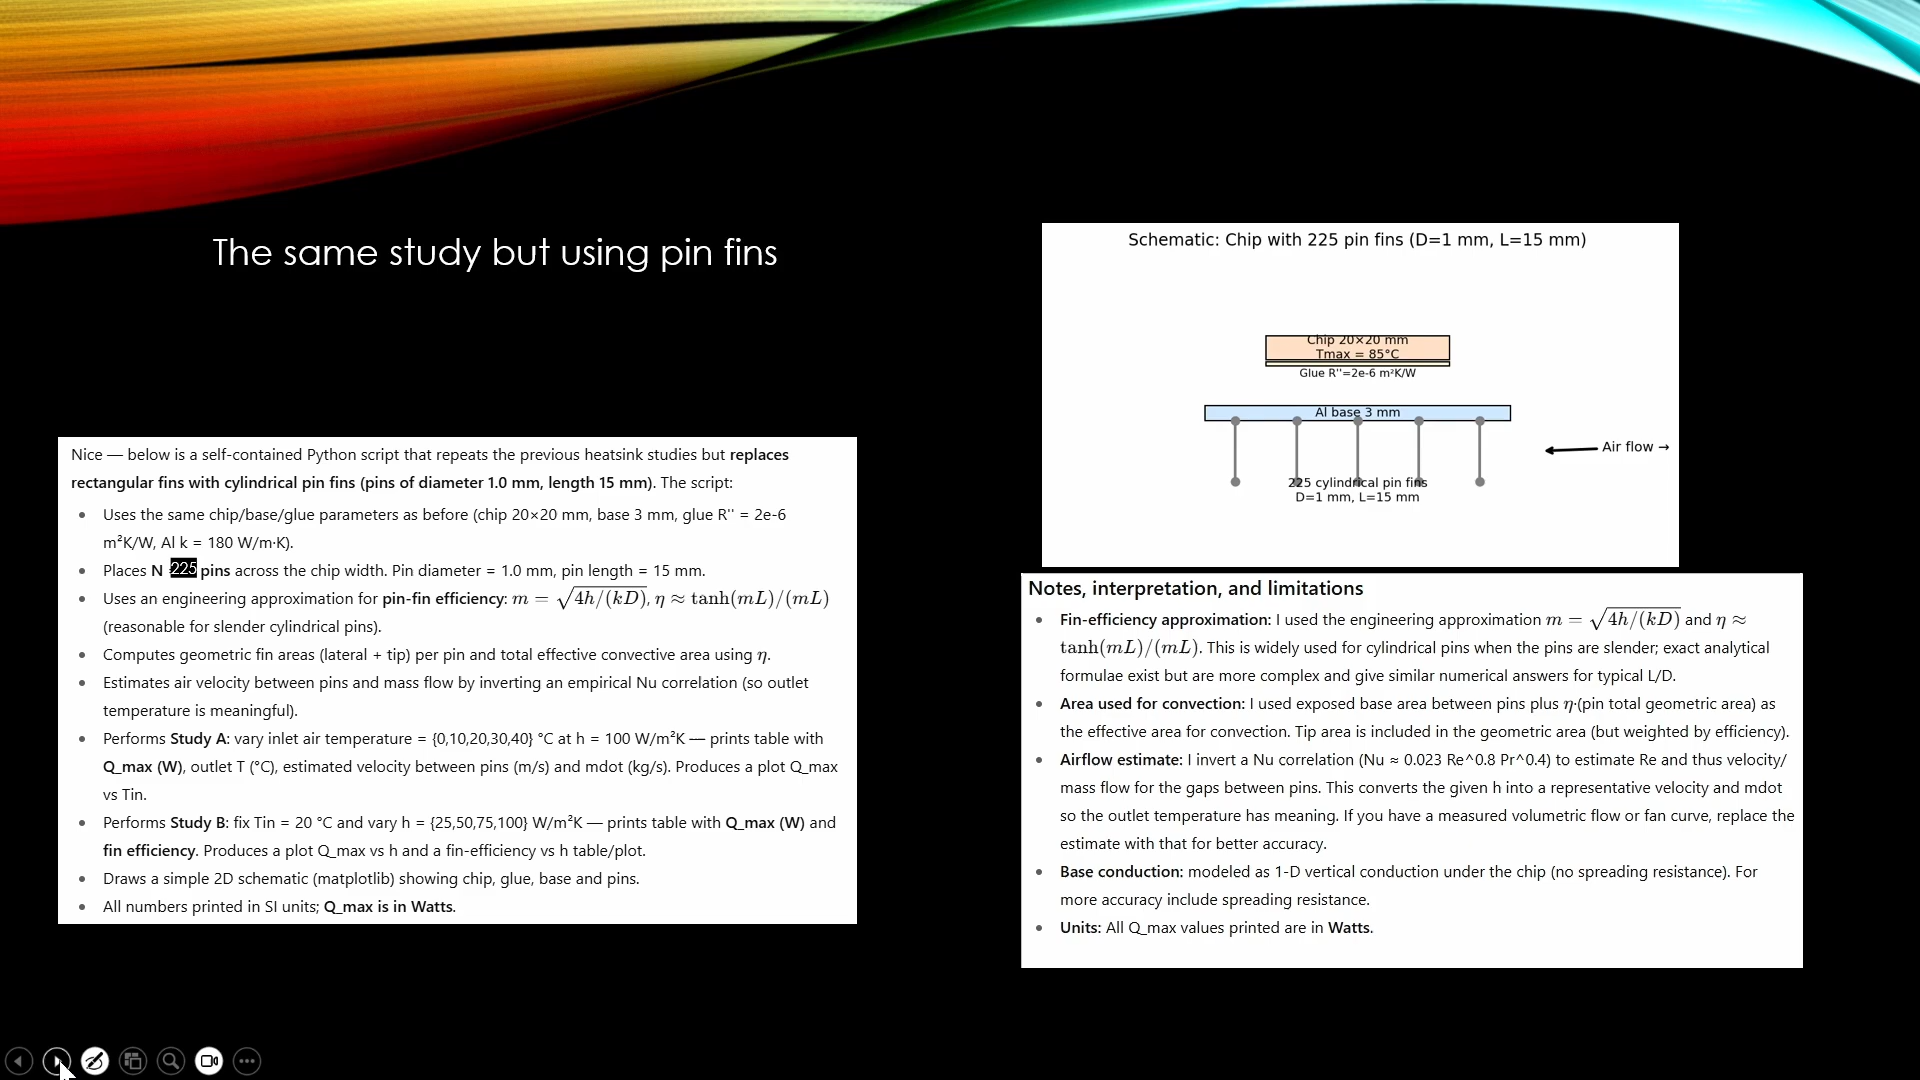 The same study but using pin fins
Nice — below is a self-contained Python script that repeats the previous heatsink studies but replaces
rectangular fins with cylindrical pin fins (pins of diameter 1.0 mm, length 15 mm). The script:
• Uses the same chip/base/glue parameters as before (chip 20×20 mm, base 3 mm, glue R'' = 2e-6
m²K/W, Al k = 180 W/m·K).
• Places N 225 pins across the chip width. Pin diameter = 1.0 mm, pin length = 15 mm.
• Uses an engineering approximation for pin-fin efficiency: m = √4h/(kD), η ≈ tanh(mL)/(mL)
(reasonable for slender cylindrical pins).
• Computes geometric fin areas (lateral + tip) per pin and total effective convective area using η.
• Estimates air velocity between pins and mass flow by inverting an empirical Nu correlation (so outlet
temperature is meaningful).
• Performs Study A: vary inlet air temperature = {0,10,20,30,40} °C at h = 100 W/m²K — prints table with
Q_max (W), outlet T (°C), estimated velocity between pins (m/s) and mdot (kg/s). Produces a plot Q_max
vs Tin.
• Performs Study B: fix Tin = 20 °C and vary h = {25,50,75,100} W/m²K — prints table with Q_max (W) and
fin efficiency. Produces a plot Q_max vs h and a fin-efficiency vs h table/plot.
• Draws a simple 2D schematic (matplotlib) showing chip, glue, base and pins.
• All numbers printed in SI units; Q_max is in Watts.
Schematic: Chip with 225 pin fins (D=1 mm, L=15 mm)
Chip 20×20 mm
Tmax = 85°C
Glue R''=2e-6 m²K/W
Al base 3 mm
Air flow →
225 cylindrical pin fins
D=1 mm, L=15 mm
Notes, interpretation, and limitations
• Fin-efficiency approximation: I used the engineering approximation m = √4h/(kD) and η ≈
tanh(mL)/(mL). This is widely used for cylindrical pins when the pins are slender; exact analytical
formulae exist but are more complex and give similar numerical answers for typical L/D.
• Area used for convection: I used exposed base area between pins plus η·(pin total geometric area) as
the effective area for convection. Tip area is included in the geometric area (but weighted by efficiency).
• Airflow estimate: I invert a Nu correlation (Nu ≈ 0.023 Re^0.8 Pr^0.4) to estimate Re and thus velocity/
mass flow for the gaps between pins. This converts the given h into a representative velocity and mdot
so the outlet temperature has meaning. If you have a measured volumetric flow or fan curve, replace the
estimate with that for better accuracy.
• Base conduction: modeled as 1-D vertical conduction under the chip (no spreading resistance). For
more accuracy include spreading resistance.
• Units: All Q_max values printed are in Watts.